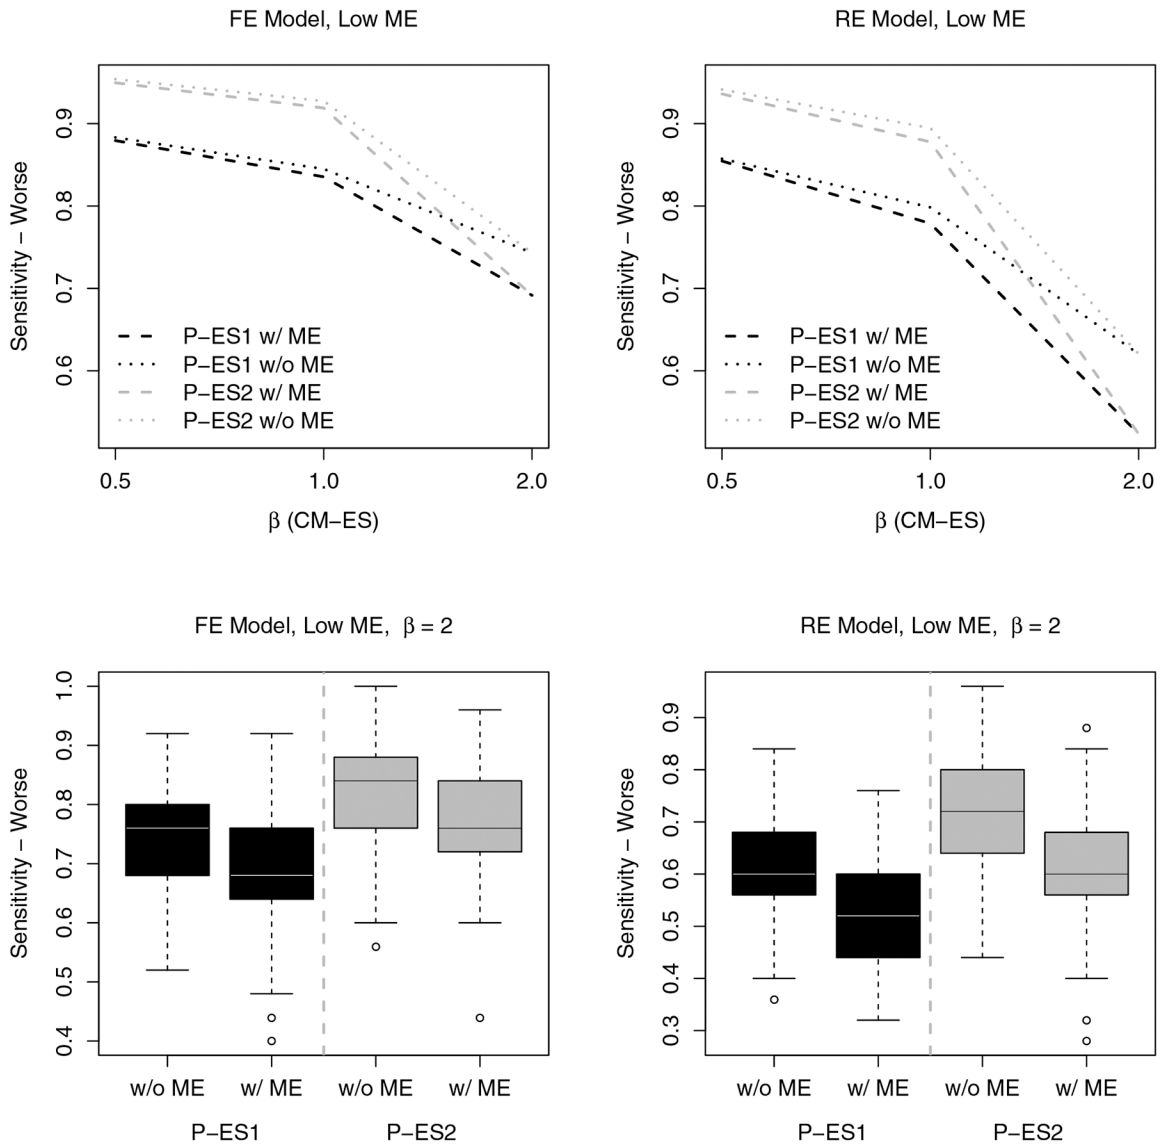 FE Model, Low ME
Sensitivity − Worse
0.9
0.8
0.7
0.6
P−ES1 w/ ME
P−ES1 w/o ME
P−ES2 w/ ME
P−ES2 w/o ME
0.5 1.0 2.0
β (CM−ES)
RE Model, Low ME
Sensitivity − Worse
0.9
0.8
0.7
0.6
P−ES1 w/ ME
P−ES1 w/o ME
P−ES2 w/ ME
P−ES2 w/o ME
0.5 1.0 2.0
β (CM−ES)
FE Model, Low ME, β = 2
Sensitivity − Worse
1.0
0.9
0.8
0.7
0.6
0.5
0.4
w/o ME w/ ME w/o ME w/ ME
P−ES1 P−ES2
RE Model, Low ME, β = 2
Sensitivity − Worse
0.9
0.8
0.7
0.6
0.5
0.4
0.3
w/o ME w/ ME w/o ME w/ ME
P−ES1 P−ES2